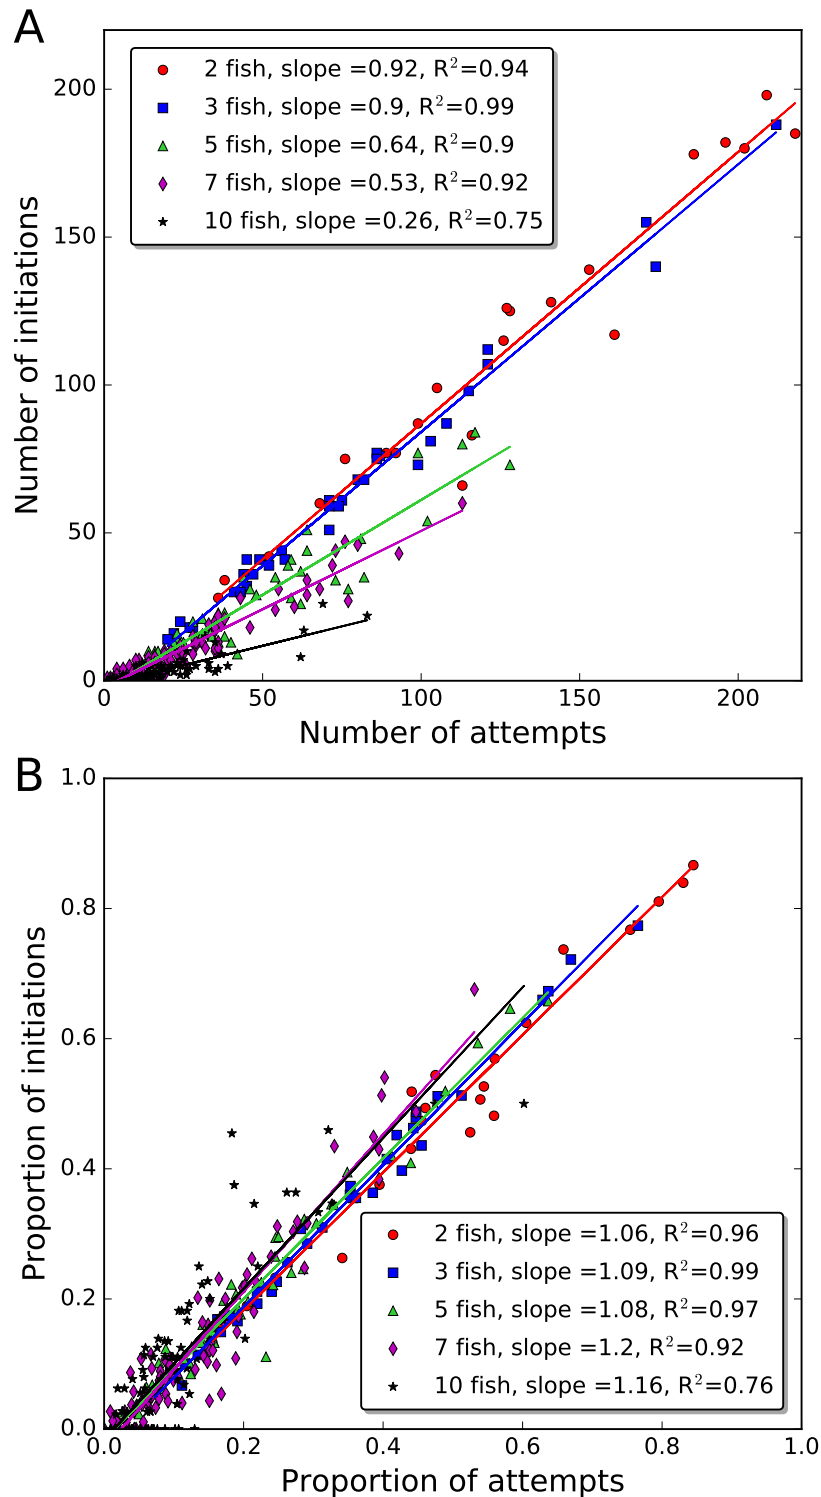 A
2 fish, slope =0.92, R²=0.94
3 fish, slope =0.9, R²=0.99
5 fish, slope =0.64, R²=0.9
7 fish, slope =0.53, R²=0.92
10 fish, slope =0.26, R²=0.75
200
150
100
50
0
Number of initiations
0 50 100 150 200
Number of attempts
B
1.0
0.8
0.6
0.4
0.2
0.0
Proportion of initiations
2 fish, slope =1.06, R²=0.96
3 fish, slope =1.09, R²=0.99
5 fish, slope =1.08, R²=0.97
7 fish, slope =1.2, R²=0.92
10 fish, slope =1.16, R²=0.76
0.0 0.2 0.4 0.6 0.8 1.0
Proportion of attempts